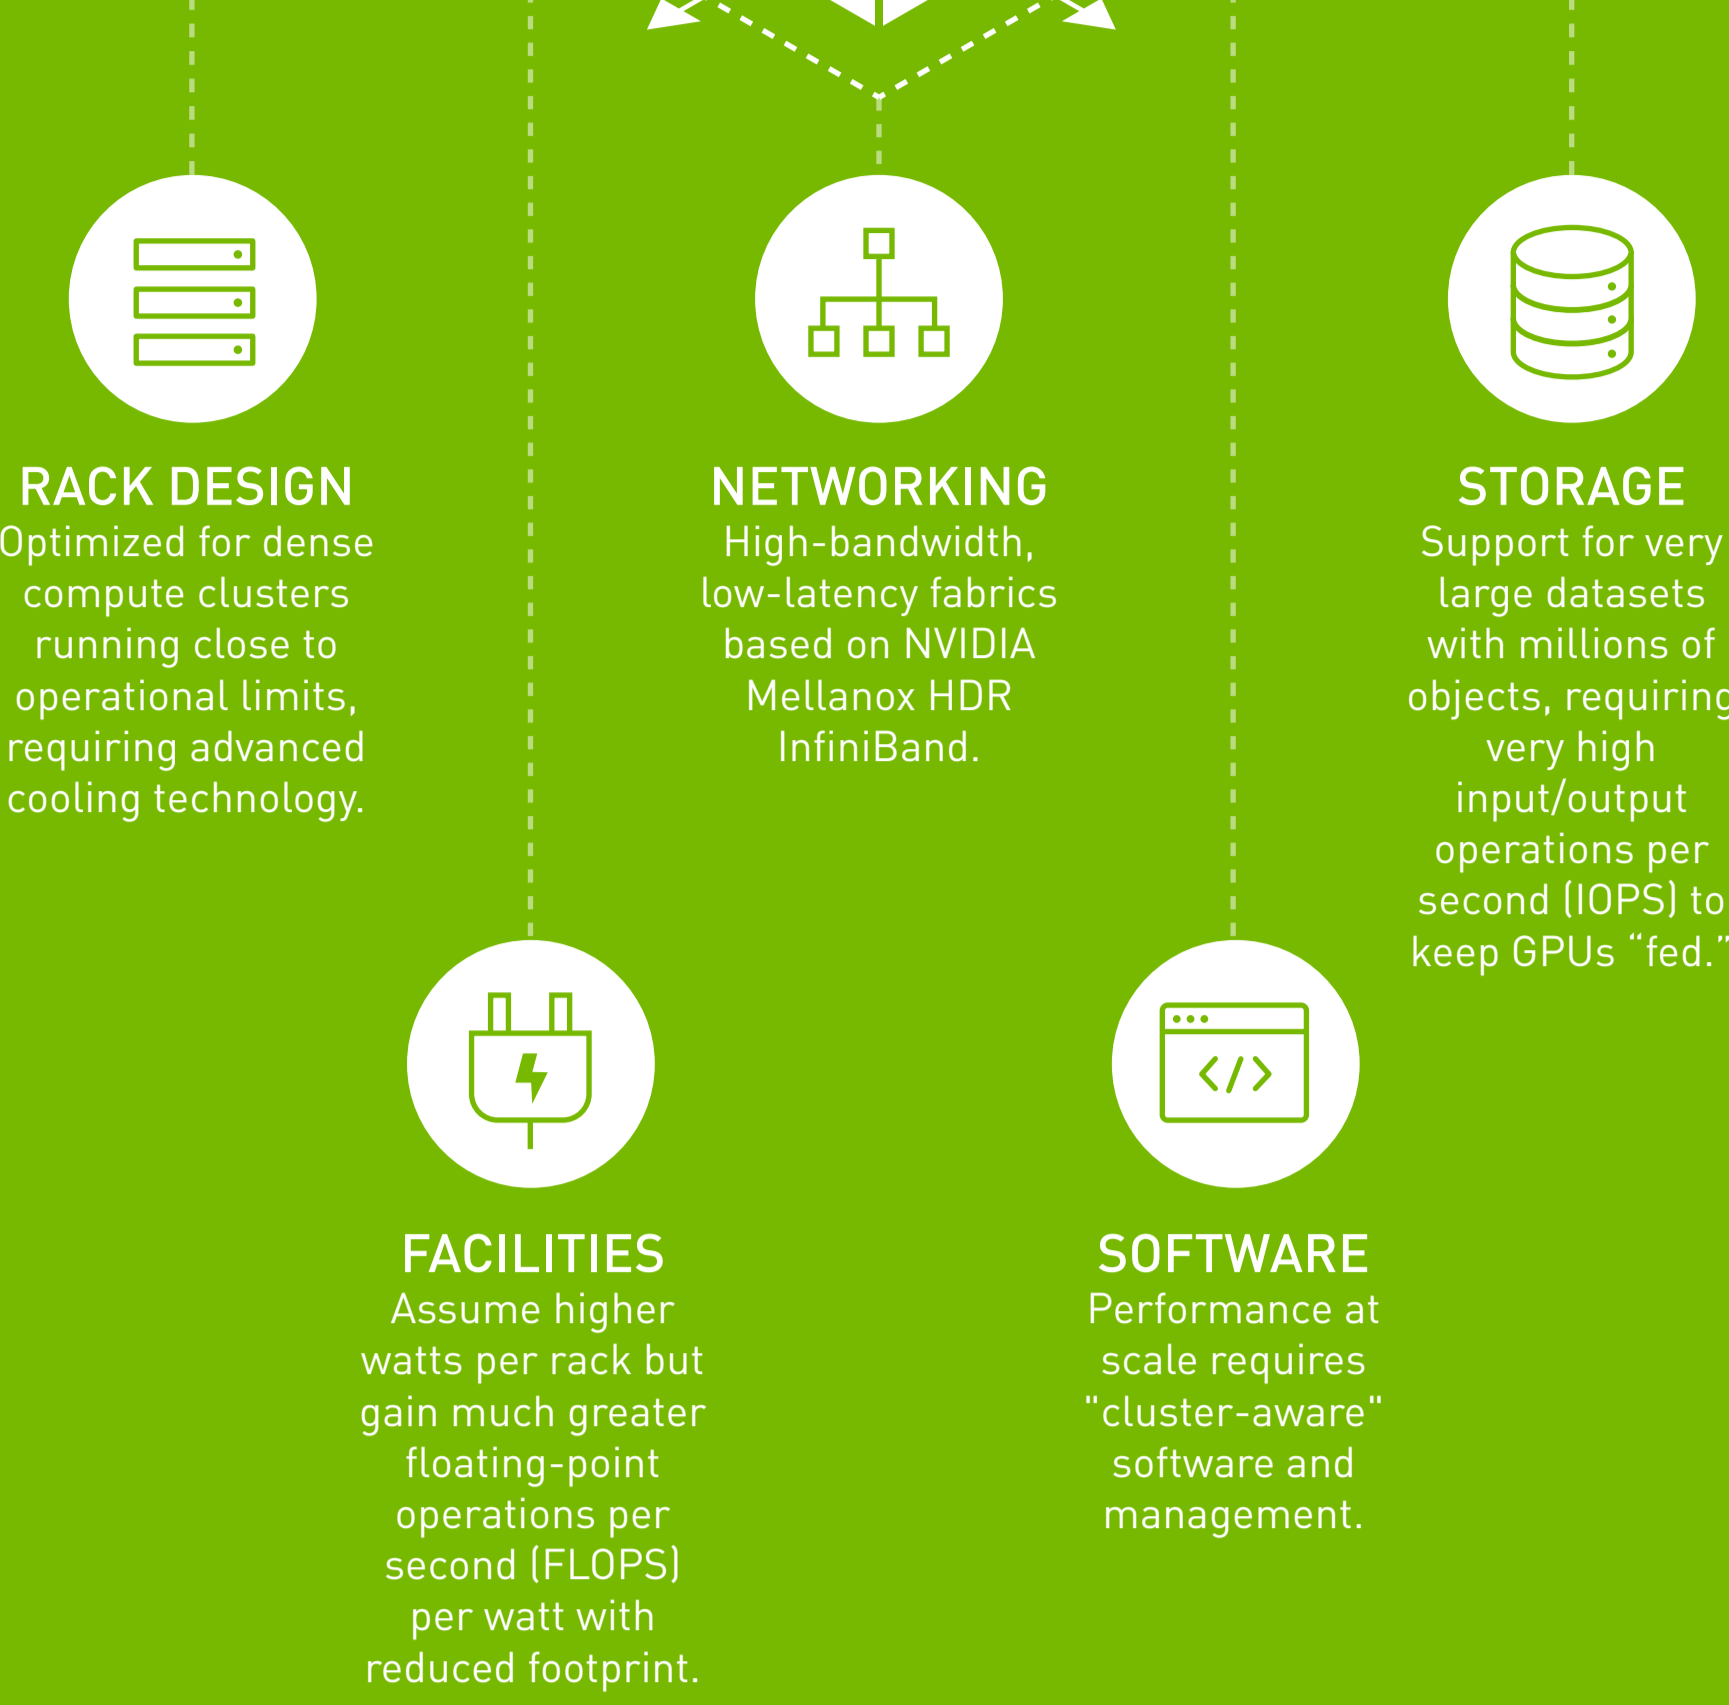 RACK DESIGN
Optimized for dense
compute clusters
running close to
operational limits,
requiring advanced
cooling technology.
NETWORKING
High-bandwidth,
low-latency fabrics
based on NVIDIA
Mellanox HDR
InfiniBand.
STORAGE
Support for very
large datasets
with millions of
objects, requiring
very high
input/output
operations per
second (IOPS) to
keep GPUs “fed.”
FACILITIES
Assume higher
watts per rack but
gain much greater
floating-point
operations per
second (FLOPS)
per watt with
reduced footprint.
SOFTWARE
Performance at
scale requires
"cluster-aware"
software and
management.